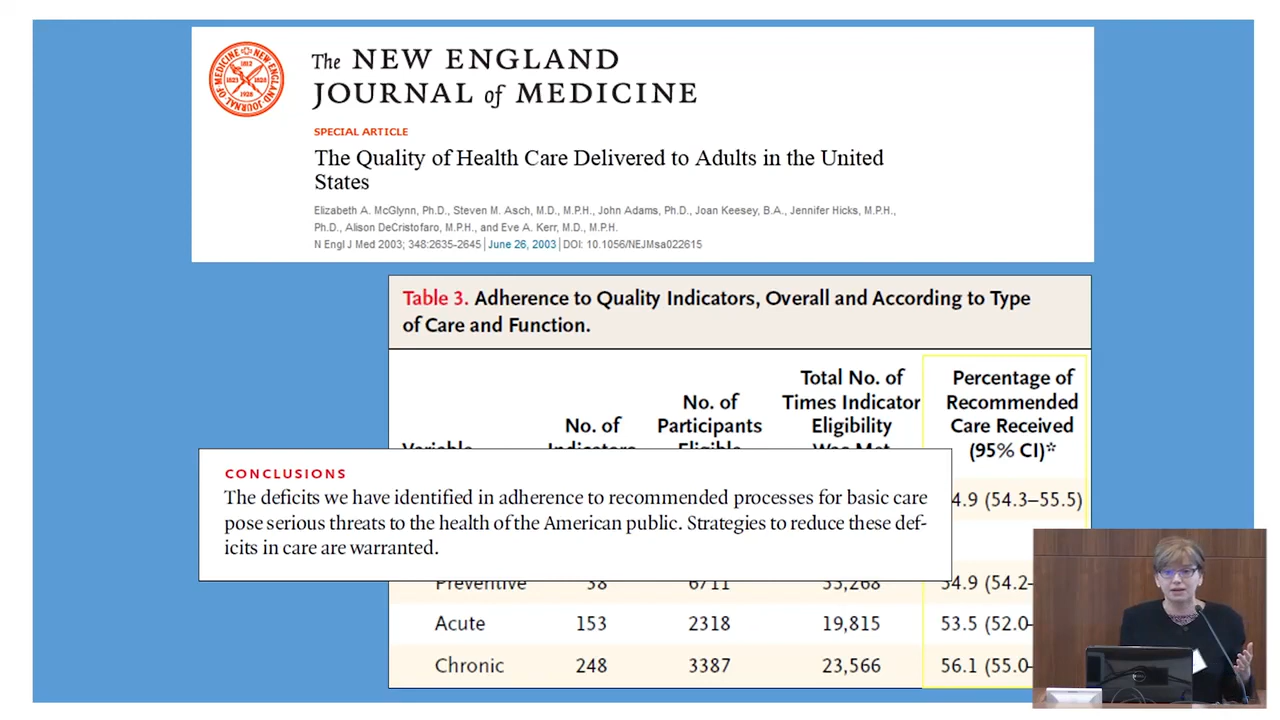 The NEW ENGLAND
JOURNAL of MEDICINE
SPECIAL ARTICLE
The Quality of Health Care Delivered to Adults in the United
States
Elizabeth A. McGlynn, Ph.D., Steven M. Asch, M.D., M.P.H., John Adams, Ph.D., Joan Keesey, B.A., Jennifer Hicks, M.P.H.,
Ph.D., Alison DeCristofaro, M.P.H., and Eve A. Kerr, M.D., M.P.H.
N Engl J Med 2003; 348:2635-2645 | June 26, 2003 | DOI: 10.1056/NEJMsa022615
Table 3. Adherence to Quality Indicators, Overall and According to Type
of Care and Function.
Variable
No. of
Indicators
No. of
Participants
Eligible
Total No. of
Times Indicator
Eligibility
Was Met
Percentage of
Recommended
Care Received
(95% CI)*
4.9 (54.3–55.5)
CONCLUSIONS
The deficits we have identified in adherence to recommended processes for basic care
pose serious threats to the health of the American public. Strategies to reduce these def-
icits in care are warranted.
Preventive 38 6711 55,268 54.9 (54.2–
Acute 153 2318 19,815 53.5 (52.0–
Chronic 248 3387 23,566 56.1 (55.0–